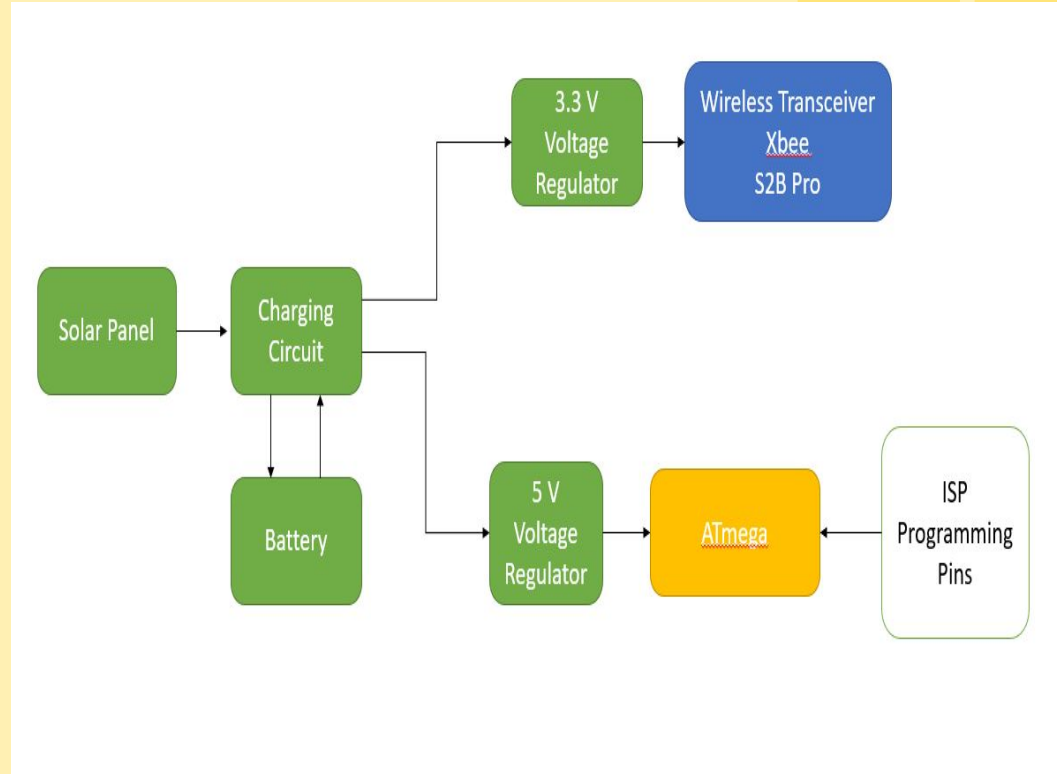 3.3 V
Voltage
Regulator
Wireless Transceiver
Xbee
S2B Pro
Solar Panel
Charging
Circuit
Battery
5 V
Voltage
Regulator
ATmega
ISP
Programming
Pins